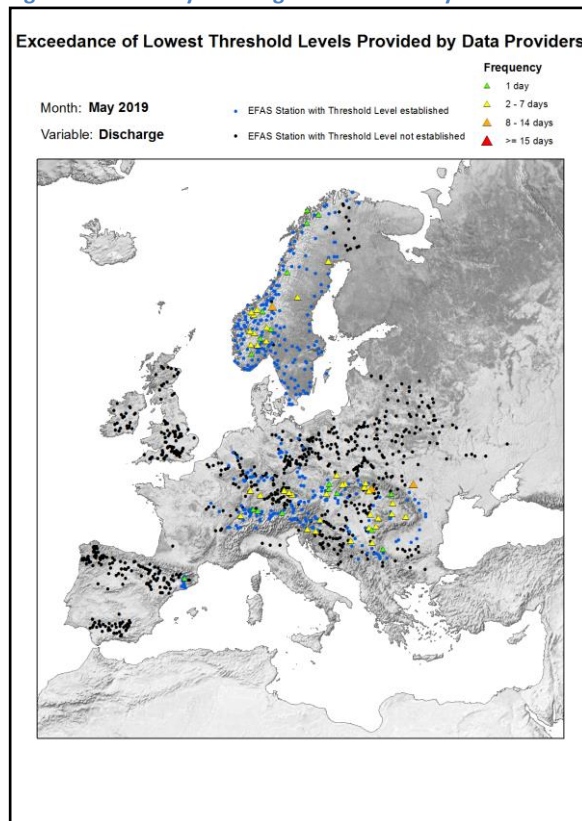 Exceedance of Lowest Threshold Levels Provided by Data Providers
Frequency
1 day
Month: May 2019
EFAS Station with Threshold Level established
2 - 7 days
8 - 14 days
Variable: Discharge
EFAS Station with Threshold Level not established
>= 15 days